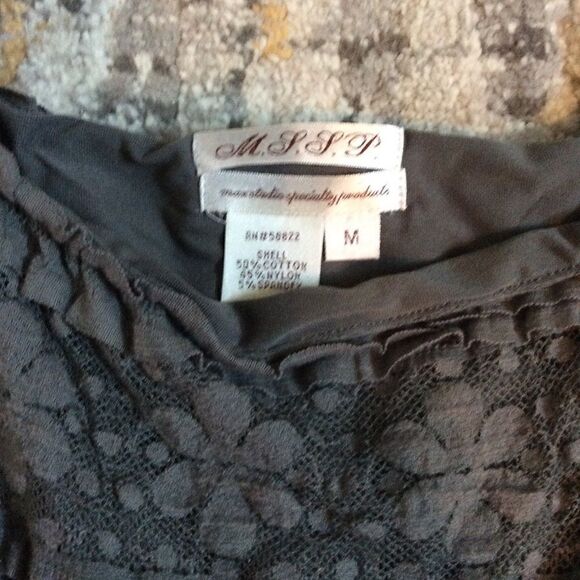 M.S.S.P.
max studio specialty products
RN#58822
M
SHELL
50% COTTON
45% NYLON
5% SPANDEX